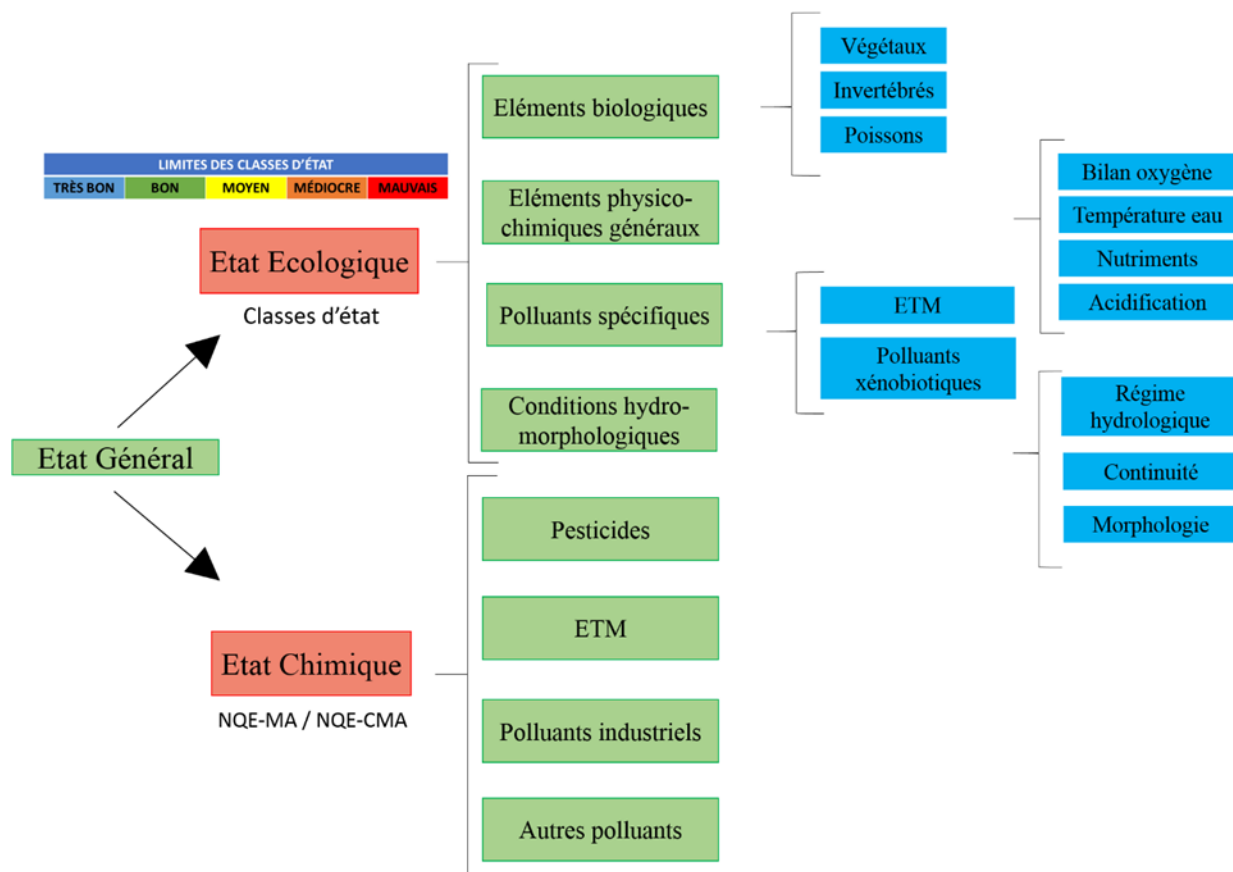 LIMITES DES CLASSES D'ÉTAT
TRÈS BON
BON
MOYEN
MÉDIOCRE
MAUVAIS
Etat Général
Etat Ecologique
Classes d'état
Eléments biologiques
Végétaux
Invertébrés
Poissons
Eléments physico-
chimiques généraux
Bilan oxygène
Température eau
Nutriments
Acidification
Polluants spécifiques
ETM
Polluants
xénobiotiques
Conditions hydro-
morphologiques
Régime
hydrologique
Continuité
Morphologie
Etat Chimique
NQE-MA / NQE-CMA
Pesticides
ETM
Polluants industriels
Autres polluants